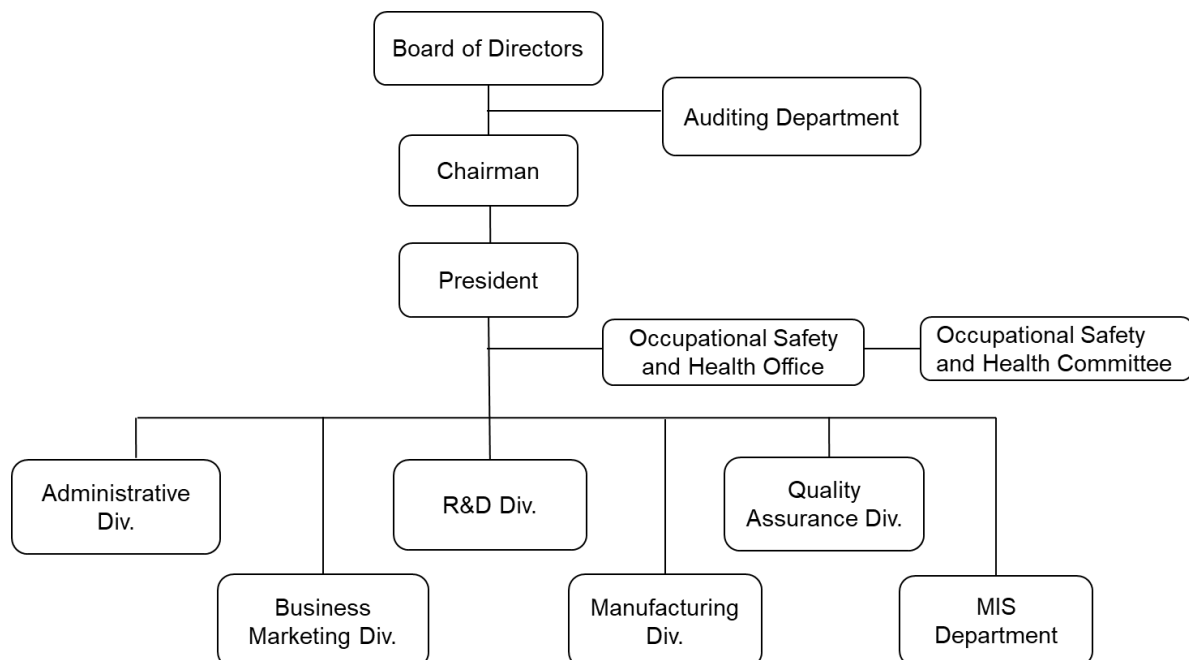 Board of Directors
Auditing Department
Chairman
President
Occupational Safety
and Health Office
Occupational Safety
and Health Committee
Administrative
Div.
R&D Div.
Quality
Assurance Div.
Business
Marketing Div.
Manufacturing
Div.
MIS
Department